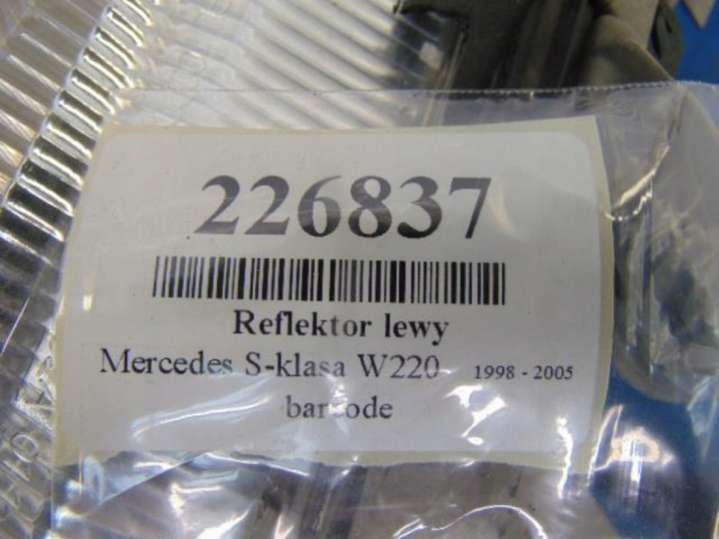 226837
Reflektor lewy
Mercedes S-klasa W220 1998 - 2005
barcode